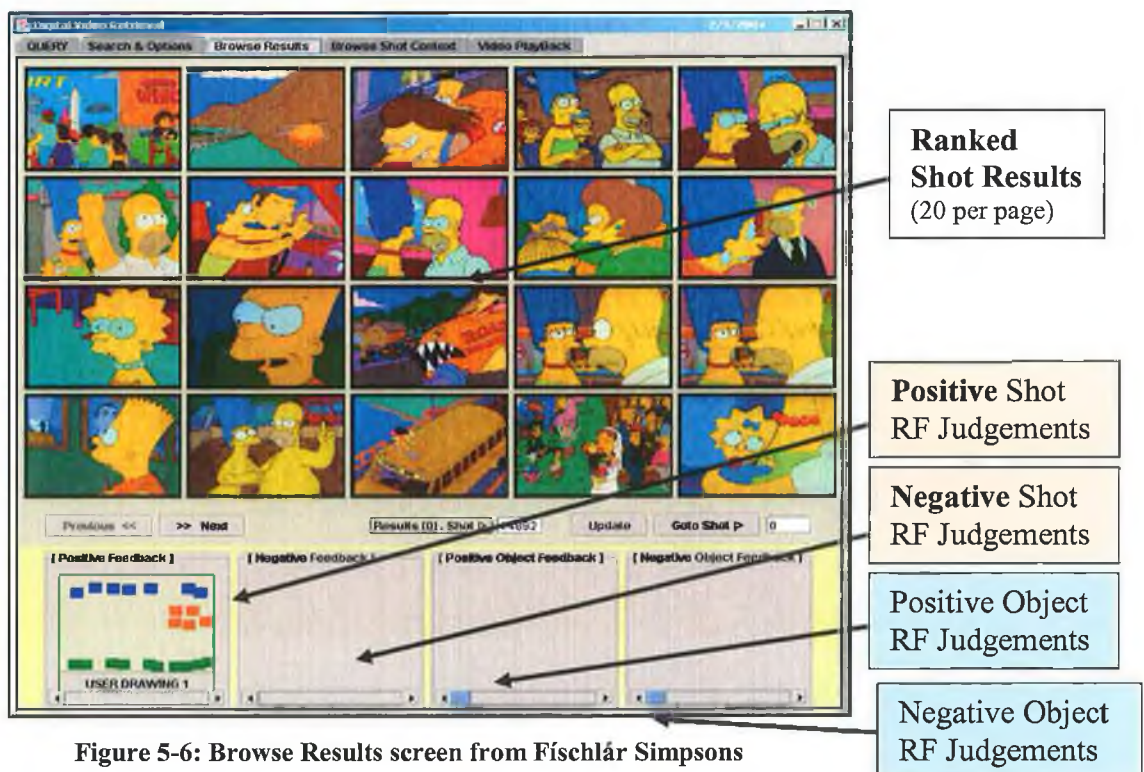 Digital Video Retrieval
QUERY Search & Options Browse Results Browse Shot Context Video PlayBack
Ranked
Shot Results
(20 per page)
Positive Shot
RF Judgements
Negative Shot
RF Judgements
Positive Object
RF Judgements
Negative Object
RF Judgements
Previous << >> Next Results [0]. Update Goto Shot 0
[ Positive Feedback ] [ Negative Feedback ] [ Positive Object Feedback ] [ Negative Object Feedback ]
USER DRAWING 1
Figure 5-6: Browse Results screen from Físchlár Simpsons